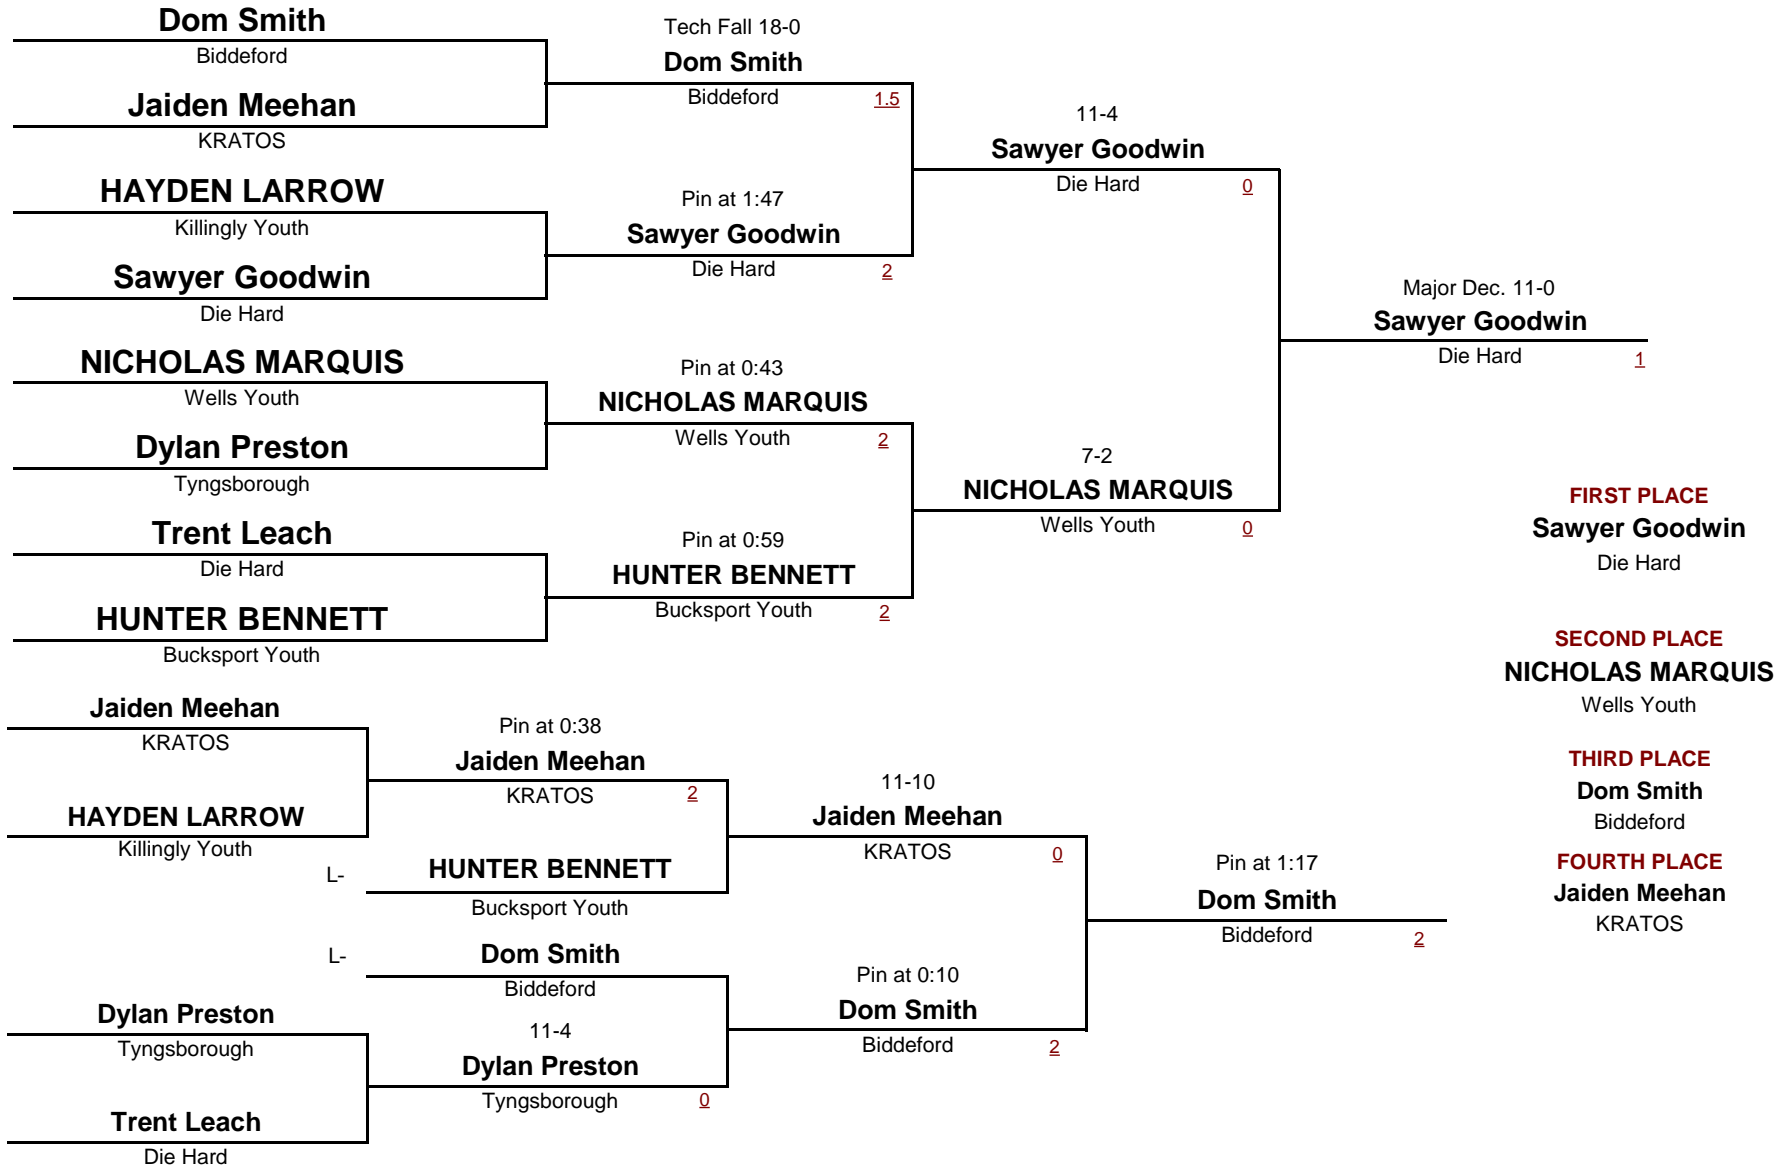 Dom Smith
Biddeford
Jaiden Meehan
KRATOS
HAYDEN LARROW
Killingly Youth
Sawyer Goodwin
Die Hard
NICHOLAS MARQUIS
Wells Youth
Dylan Preston
Tyngsborough
Trent Leach
Die Hard
HUNTER BENNETT
Bucksport Youth
Tech Fall 18-0
Dom Smith
Biddeford
1.5
Pin at 1:47
Sawyer Goodwin
Die Hard
2
Pin at 0:43
NICHOLAS MARQUIS
Wells Youth
2
Pin at 0:59
HUNTER BENNETT
Bucksport Youth
2
11-4
Sawyer Goodwin
Die Hard
0
7-2
NICHOLAS MARQUIS
Wells Youth
0
Major Dec. 11-0
Sawyer Goodwin
Die Hard
1
FIRST PLACE
Sawyer Goodwin
Die Hard
SECOND PLACE
NICHOLAS MARQUIS
Wells Youth
THIRD PLACE
Dom Smith
Biddeford
FOURTH PLACE
Jaiden Meehan
KRATOS
Jaiden Meehan
KRATOS
HAYDEN LARROW
Killingly Youth
Dylan Preston
Tyngsborough
Trent Leach
Die Hard
Pin at 0:38
Jaiden Meehan
KRATOS
2
L-
HUNTER BENNETT
Bucksport Youth
L-
Dom Smith
Biddeford
11-4
Dylan Preston
Tyngsborough
0
11-10
Jaiden Meehan
KRATOS
0
Pin at 0:10
Dom Smith
Biddeford
2
Pin at 1:17
Dom Smith
Biddeford
2